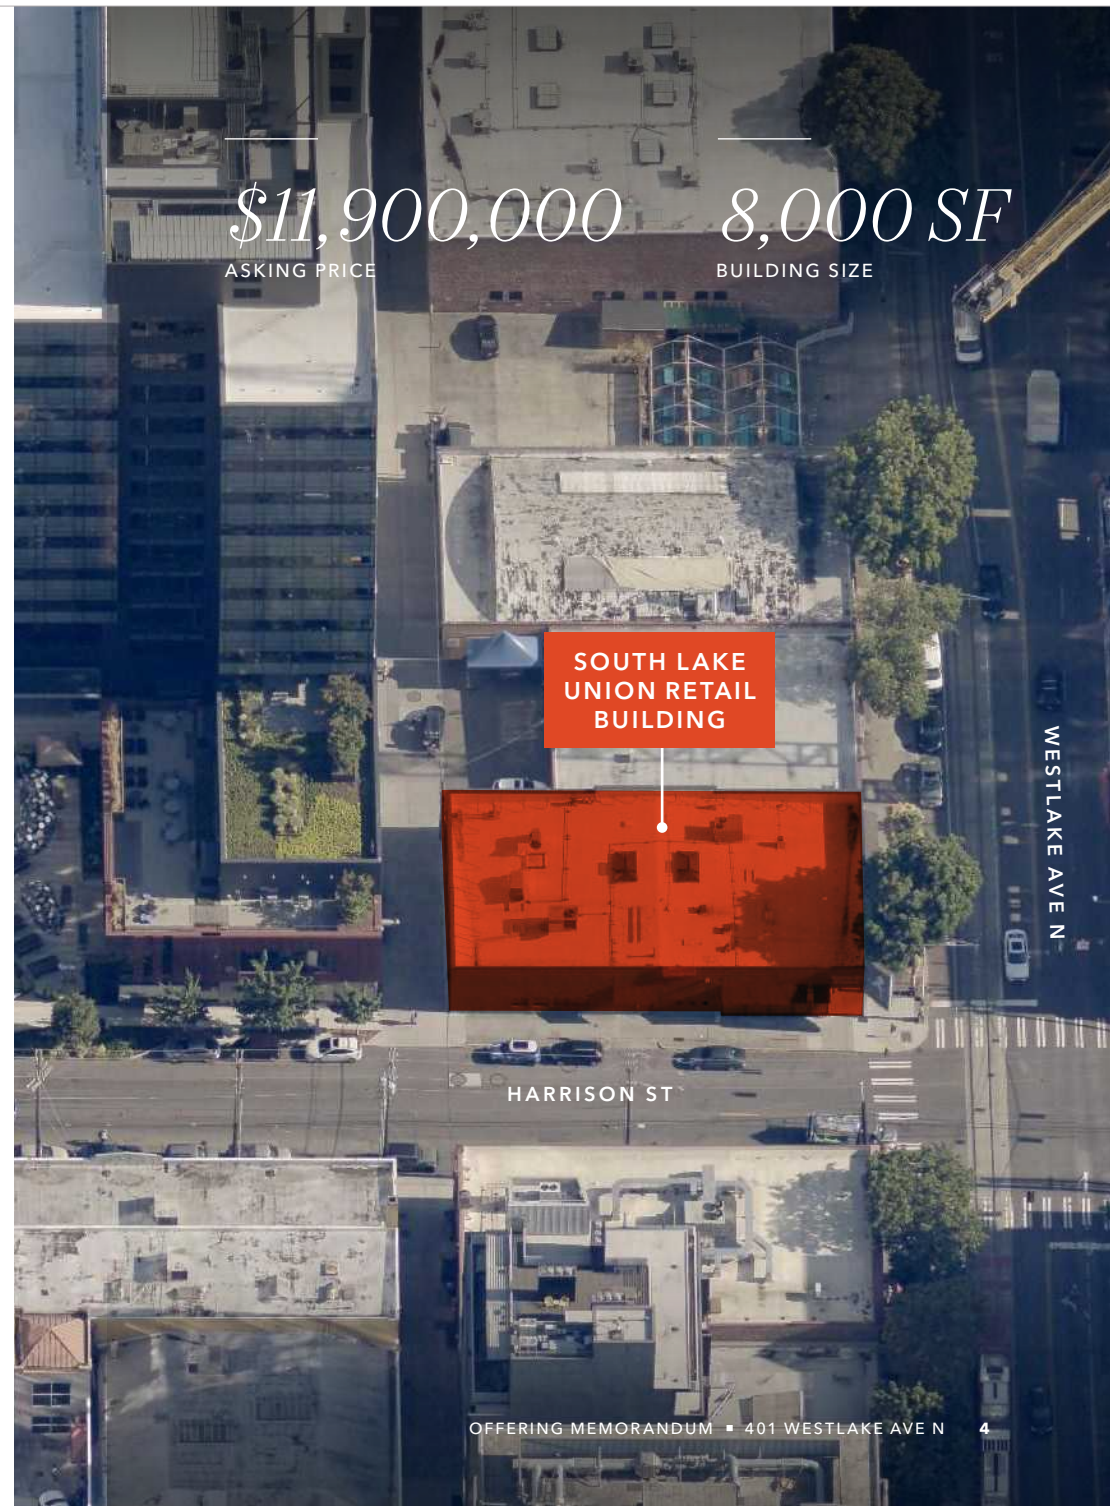 $11,900,000
ASKING PRICE
8,000 SF
BUILDING SIZE
SOUTH LAKE
UNION RETAIL
BUILDING
WESTLAKE AVE N
HARRISON ST
OFFERING MEMORANDUM ▪ 401 WESTLAKE AVE N 4